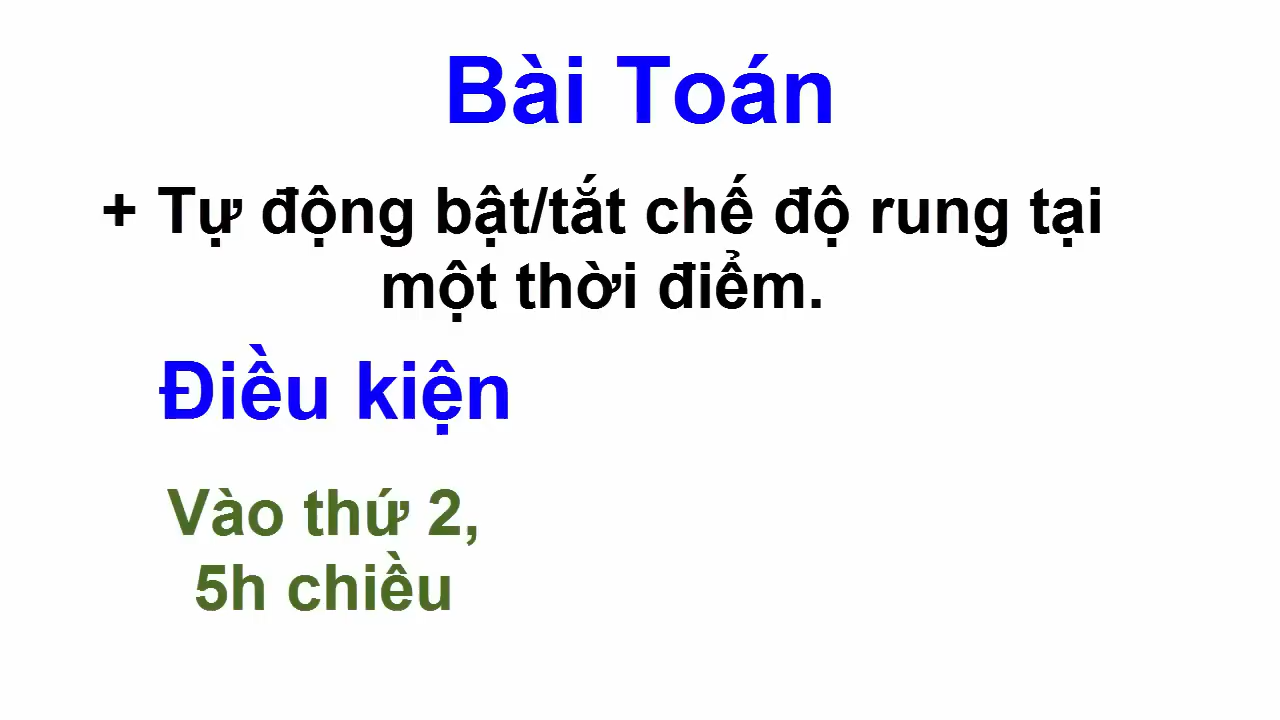 Bài Toán
+ Tự động bật/tắt chế độ rung tại
một thời điểm.
Điều kiện
Vào thứ 2,
5h chiều